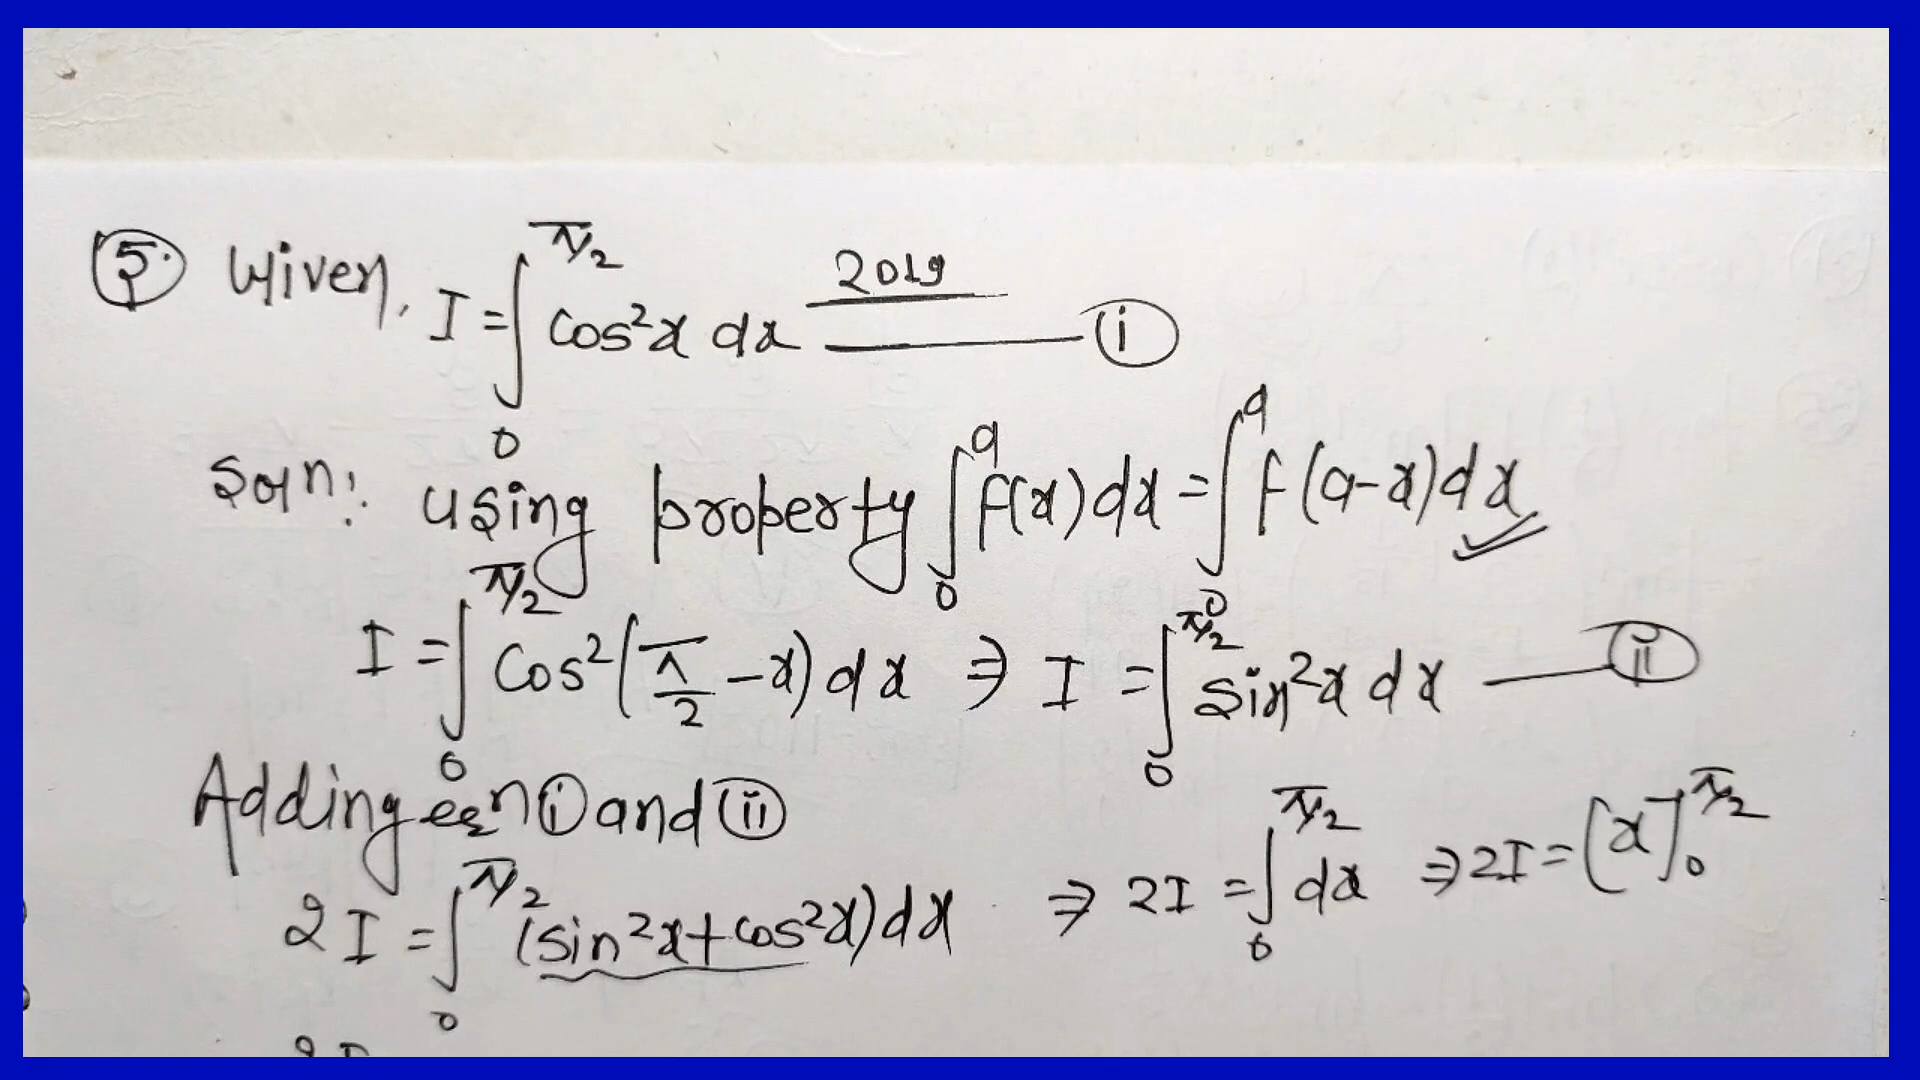 5. Given, I = ∫₀^(π/2) cos²x dx ——— (i)
2019
Soln:. using property ∫₀^a f(x) dx = ∫₀^a f(a-x) dx
I = ∫₀^(π/2) Cos²(π/2 - x) dx ⇒ I = ∫₀^(π/2) sin²x dx ——— (ii)
Adding eqn (i) and (ii)
2I = ∫₀^(π/2) (sin²x + cos²x) dx ⇒ 2I = ∫₀^(π/2) dx ⇒ 2I = [x]₀^(π/2)